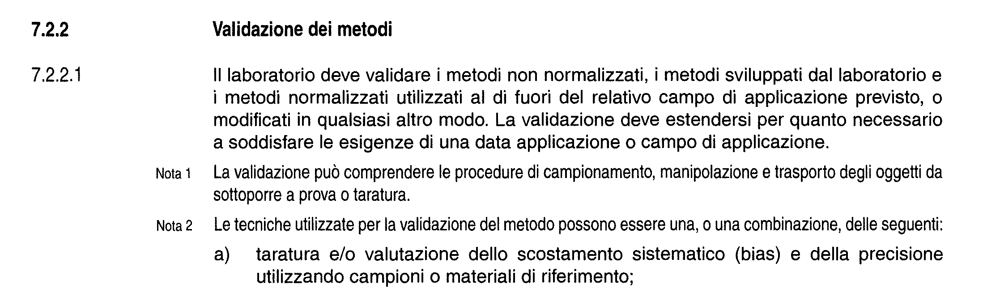 7.2.2 Validazione dei metodi
7.2.2.1 Il laboratorio deve validare i metodi non normalizzati, i metodi sviluppati dal laboratorio e
i metodi normalizzati utilizzati al di fuori del relativo campo di applicazione previsto, o
modificati in qualsiasi altro modo. La validazione deve estendersi per quanto necessario
a soddisfare le esigenze di una data applicazione o campo di applicazione.
Nota 1 La validazione può comprendere le procedure di campionamento, manipolazione e trasporto degli oggetti da
sottoporre a prova o taratura.
Nota 2 Le tecniche utilizzate per la validazione del metodo possono essere una, o una combinazione, delle seguenti:
a) taratura e/o valutazione dello scostamento sistematico (bias) e della precisione
utilizzando campioni o materiali di riferimento;